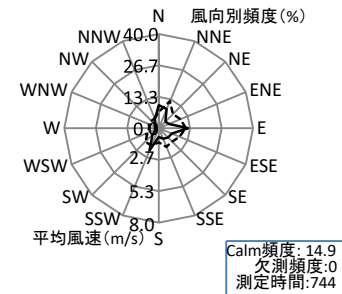 N 風向別頻度(%)
NNW 40.0 NNE
NW 26.7 NE
WNW 13.3 ENE
W 0.0 E
WSW 2.7 ESE
SW 5.3 SE
SSW 8.0 SSE
平均風速(m/s) S
Calm頻度: 14.9
欠測頻度:0
測定時間:744